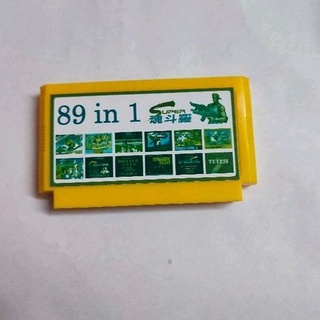 89 in 1
SUPER
魂斗羅
TETRIS